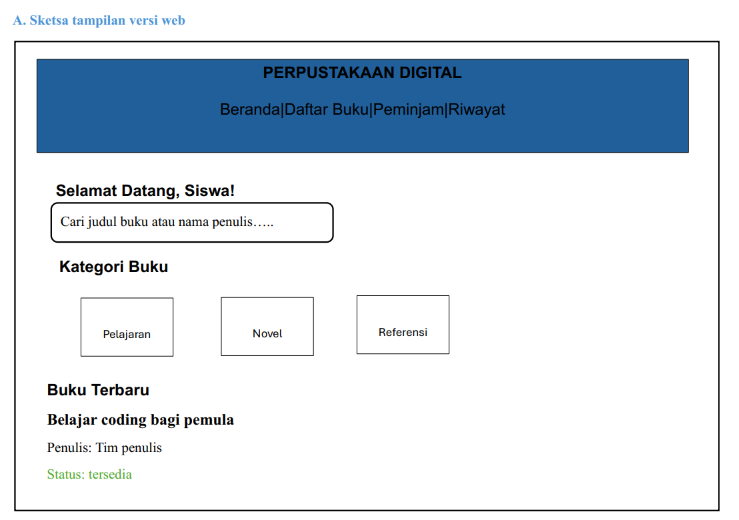 A. Sketsa tampilan versi web
PERPUSTAKAAN DIGITAL
Beranda|Daftar Buku|Peminjam|Riwayat
Selamat Datang, Siswa!
Cari judul buku atau nama penulis…..
Kategori Buku
Pelajaran
Novel
Referensi
Buku Terbaru
Belajar coding bagi pemula
Penulis: Tim penulis
Status: tersedia